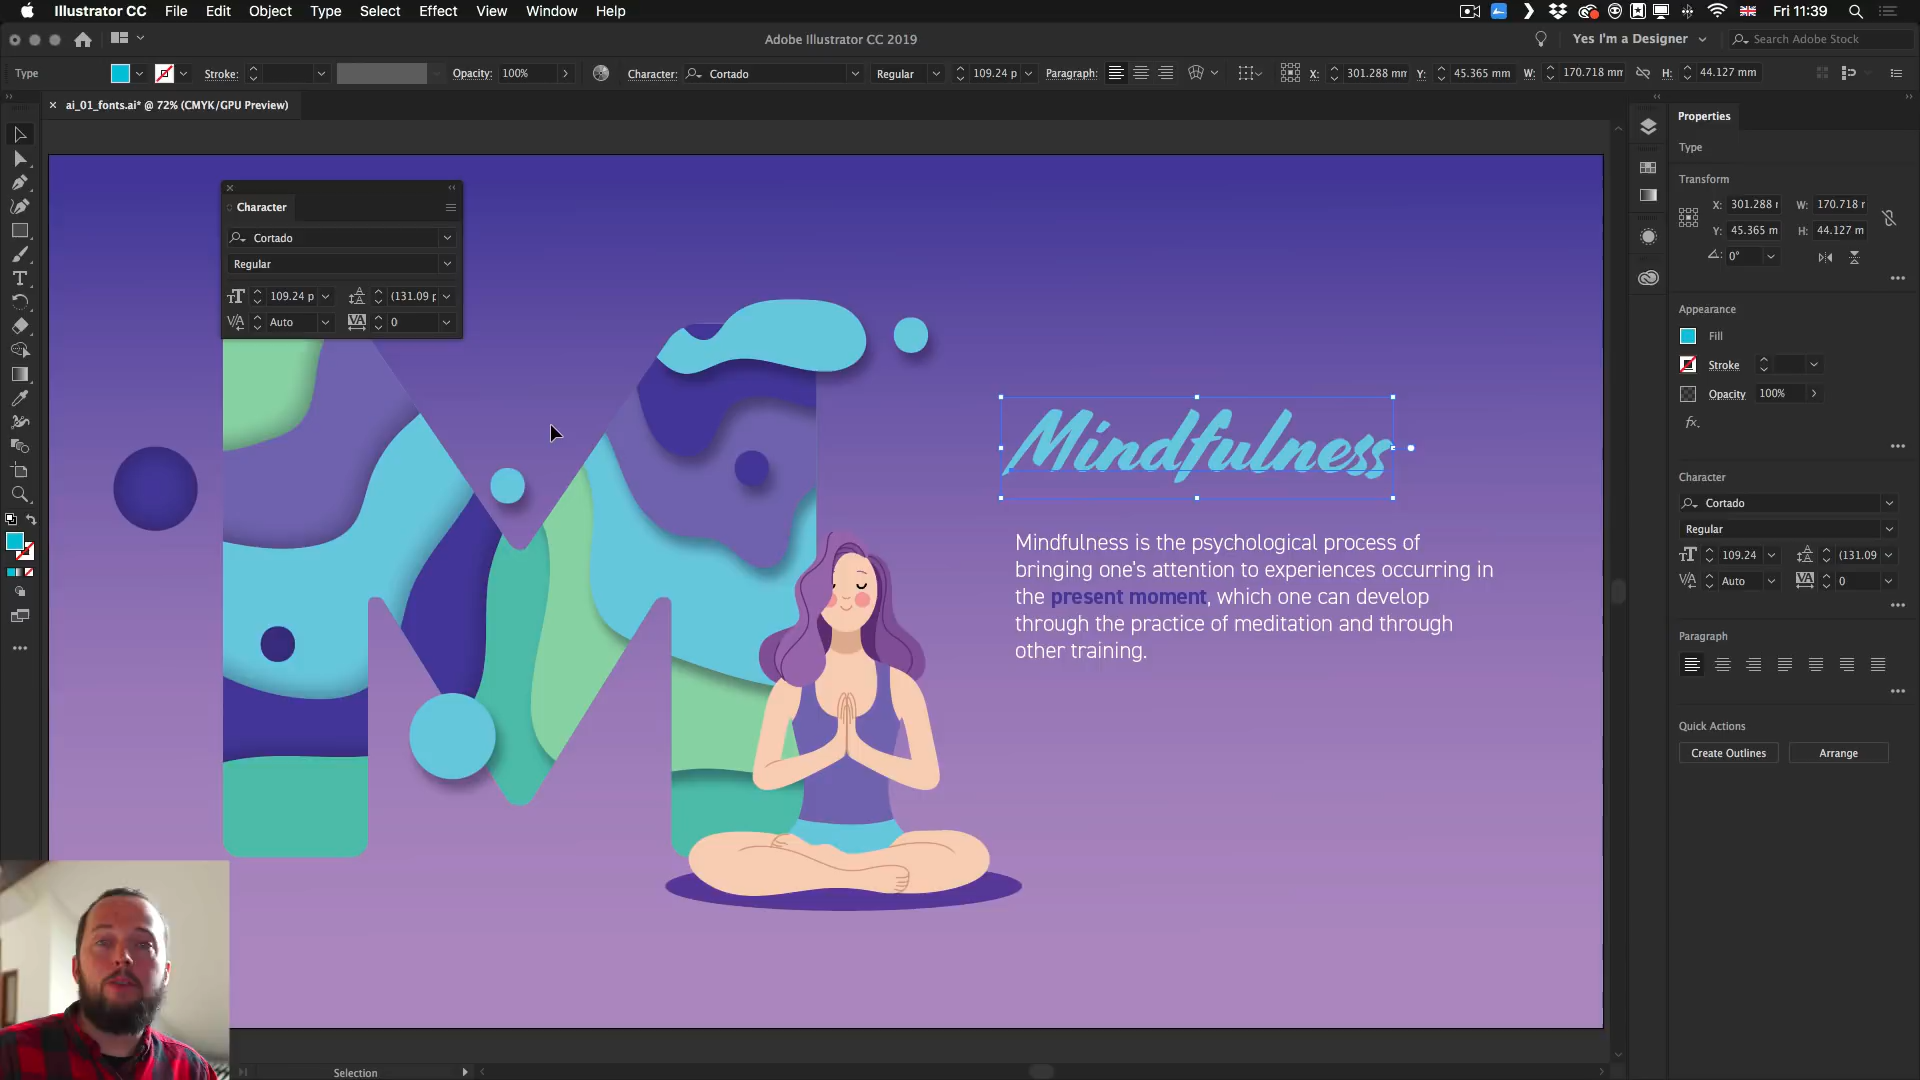 Illustrator CC File Edit Object Type Select Effect View Window Help Fri 11:39
Adobe Illustrator CC 2019 Yes I'm a Designer Search Adobe Stock
Type Stroke: Opacity: 100% Character: Cortado Regular 109.24 p Paragraph: X: 301.288 mm Y: 45.365 mm W: 170.718 mm H: 44.127 mm
ai_01_fonts.ai* @ 72% (CMYK/GPU Preview)
Character
Cortado
Regular
109.24 p (131.09 p
Auto 0
Mindfulness
Mindfulness is the psychological process of
bringing one's attention to experiences occurring in
the present moment, which one can develop
through the practice of meditation and through
other training.
Properties
Type
Transform
X: 301.288 r W: 170.718 r
Y: 45.365 m H: 44.127 m
0°
Appearance
Fill
Stroke
Opacity 100%
fx.
Character
Cortado
Regular
109.24 (131.09
Auto 0
Paragraph
Quick Actions
Create Outlines Arrange
Selection